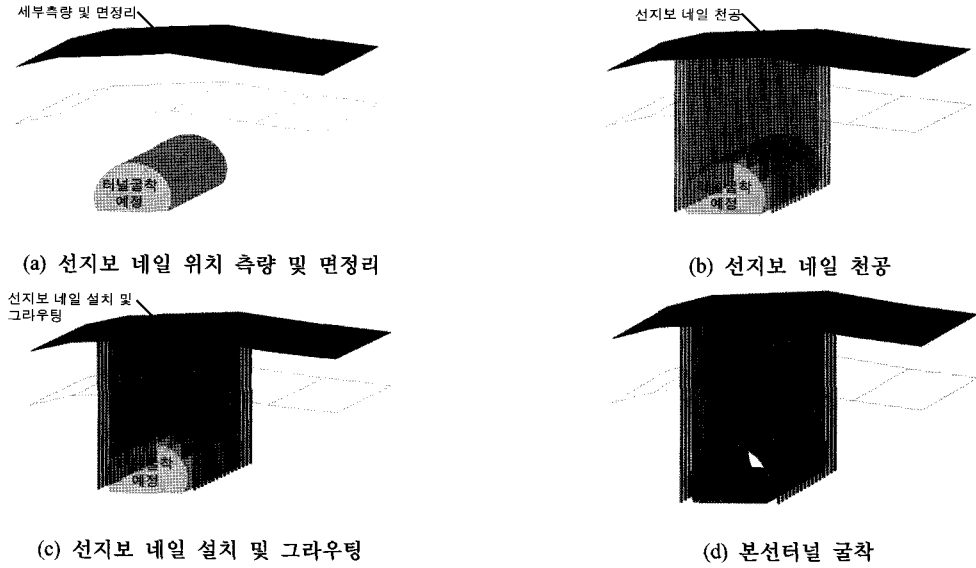 세부측량 및 면정리
터널굴착
예정
(a) 선지보 네일 위치 측량 및 면정리
선지보 네일 천공
예정
(b) 선지보 네일 천공
선지보 네일 설치 및
그라우팅
예정
(c) 선지보 네일 설치 및 그라우팅
(d) 본선터널 굴착